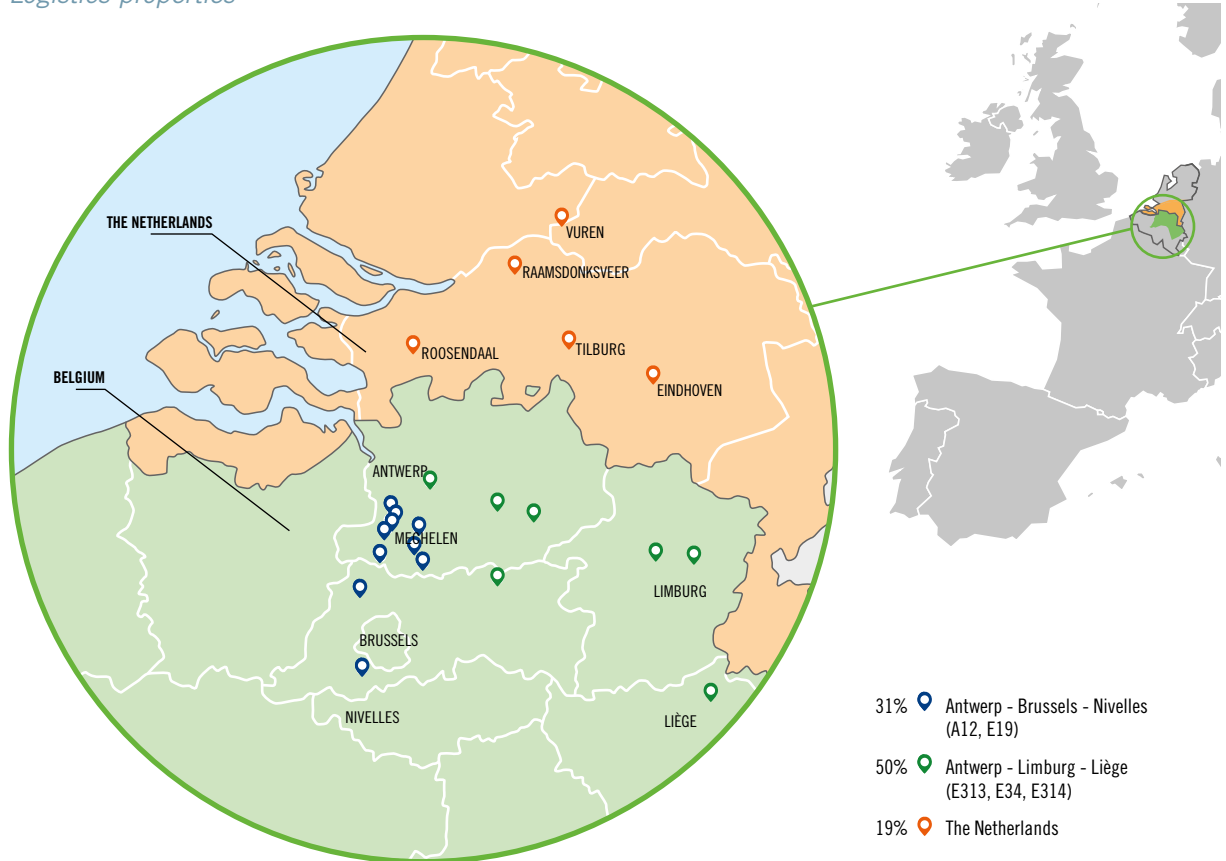 Logistics properties
THE NETHERLANDS
VUREN
RAAMSDONKSVEER
ROOSENDAAL
TILBURG
BELGIUM
EINDHOVEN
ANTWERP
MECHELEN
LIMBURG
BRUSSELS
NIVELLES
LIÈGE
31% Antwerp - Brussels - Nivelles
(A12, E19)
50% Antwerp - Limburg - Liège
(E313, E34, E314)
19% The Netherlands